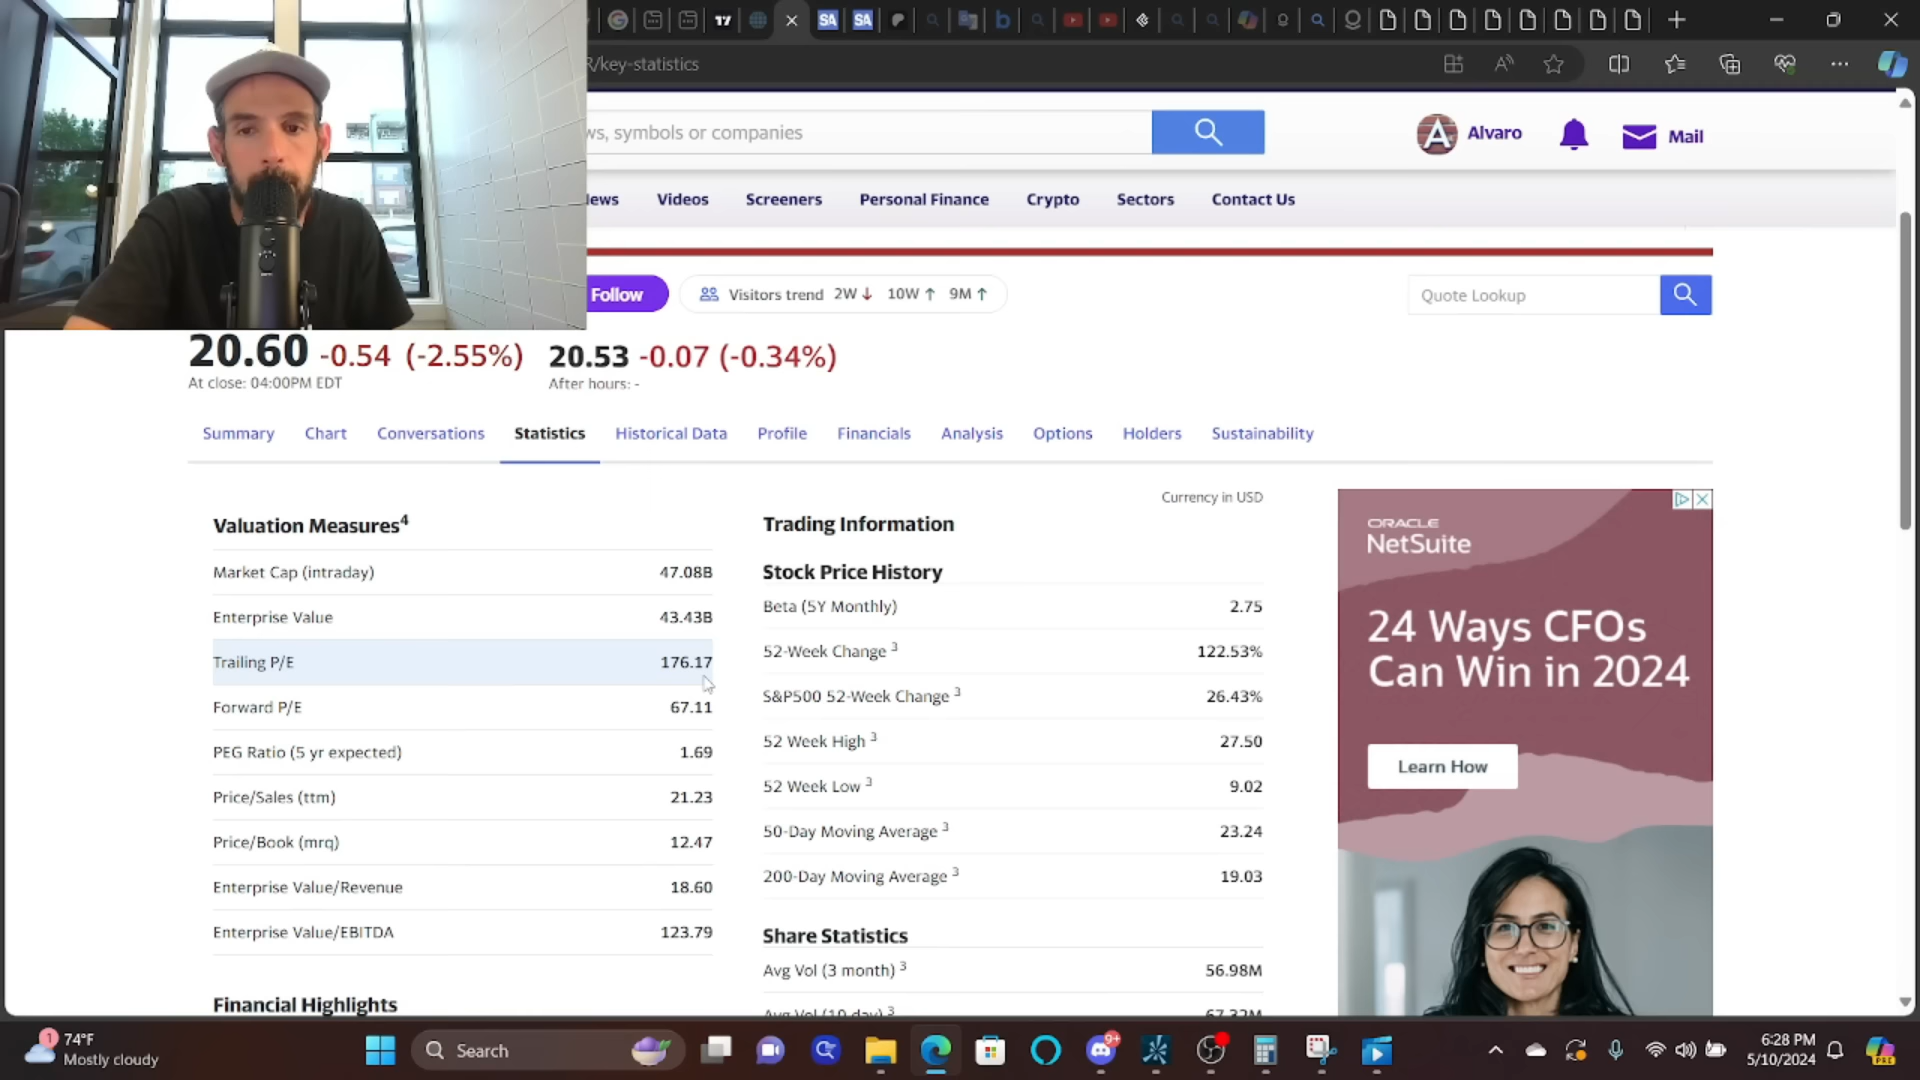 R/key-statistics
ws, symbols or companies
Alvaro
Mail
News
Videos
Screeners
Personal Finance
Crypto
Sectors
Contact Us
Follow
Visitors trend 2W↓ 10W↑ 9M↑
Quote Lookup
20.60 -0.54 (-2.55%)
20.53 -0.07 (-0.34%)
At close: 04:00PM EDT
After hours: -
Summary
Chart
Conversations
Statistics
Historical Data
Profile
Financials
Analysis
Options
Holders
Sustainability
Currency in USD
Valuation Measures4
Market Cap (intraday) 47.08B
Enterprise Value 43.43B
Trailing P/E 176.17
Forward P/E 67.11
PEG Ratio (5 yr expected) 1.69
Price/Sales (ttm) 21.23
Price/Book (mrq) 12.47
Enterprise Value/Revenue 18.60
Enterprise Value/EBITDA 123.79
Financial Highlights
Trading Information
Stock Price History
Beta (5Y Monthly) 2.75
52-Week Change 3 122.53%
S&P500 52-Week Change 3 26.43%
52 Week High 3 27.50
52 Week Low 3 9.02
50-Day Moving Average 3 23.24
200-Day Moving Average 3 19.03
Share Statistics
Avg Vol (3 month) 3 56.98M
Avg Vol (10 day) 3 67.32M
ORACLE
NetSuite
24 Ways CFOs
Can Win in 2024
Learn How
74°F
Mostly cloudy
Search
6:28 PM
5/10/2024